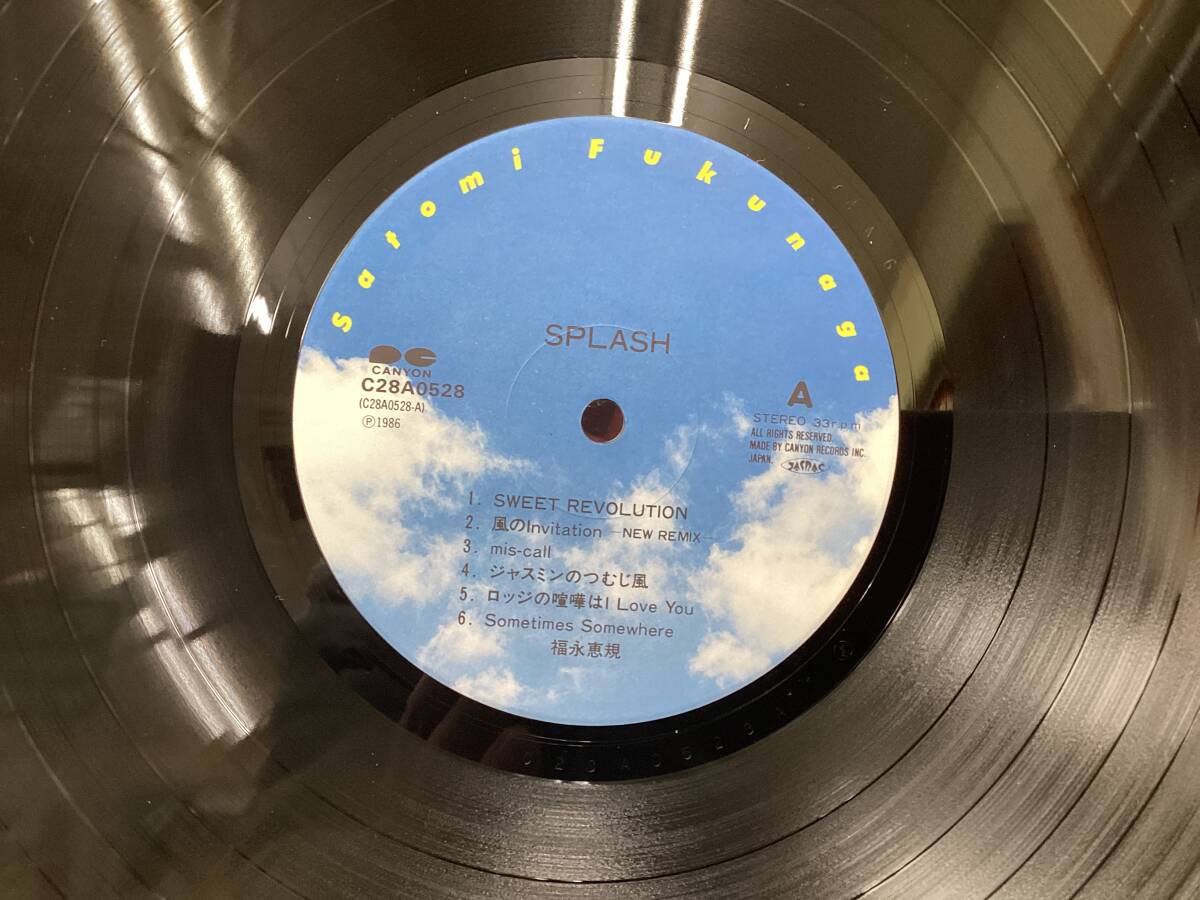 Satomi Fukunaga
SPLASH
PC
CANYON
C28A0528
(C28A0528-A)
Ⓟ1986
A
STEREO 33r.p.m
ALL RIGHTS RESERVED.
MADE BY CANYON RECORDS INC.
JAPAN.
1. SWEET REVOLUTION
2. 風のInvitation —NEW REMIX—
3. mis-call
4. ジャスミンのつむじ風
5. ロッジの喧嘩はI Love You
6. Sometimes Somewhere
福永恵規